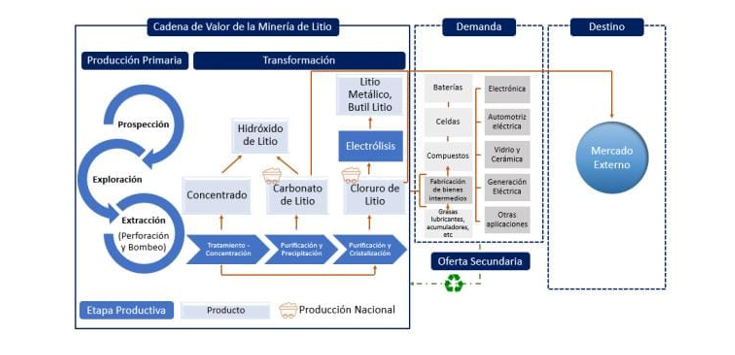 Cadena de Valor de la Minería de Litio
Demanda
Destino
Producción Primaria
Transformación
Prospección
Exploración
Extracción
(Perforación
y Bombeo)
Litio
Metálico,
Butil Litio
Hidróxido
de Litio
Electrólisis
Concentrado
Carbonato
de Litio
Cloruro de
Litio
Tratamiento -
Concentración
Purificación y
Precipitación
Purificación y
Cristalización
Baterías
Celdas
Compuestos
Fabricación
de bienes
intermedios
Grasas
lubricantes,
acumuladores,
etc
Electrónica
Automotriz
eléctrica
Vidrio y
Cerámica
Generación
Eléctrica
Otras
aplicaciones
Mercado
Externo
Oferta Secundaria
Etapa Productiva
Producto
Producción Nacional